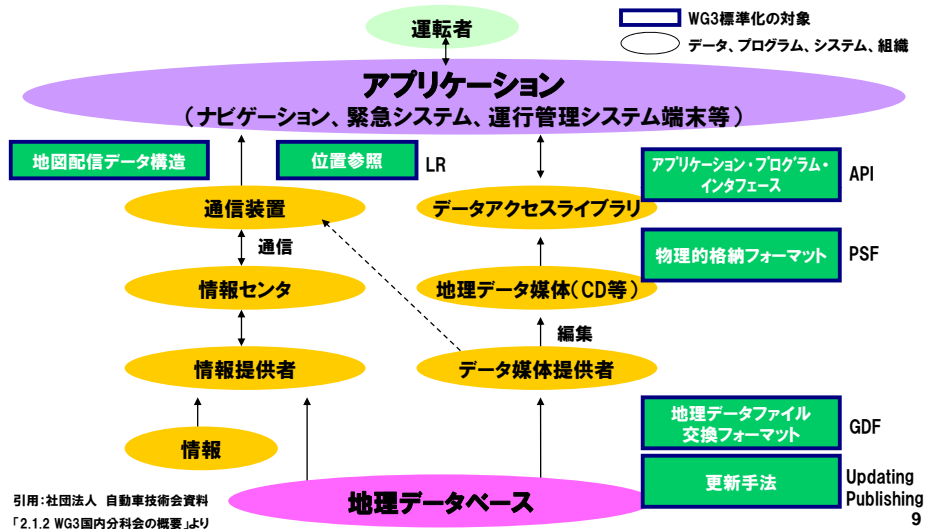 運転者
WG3標準化の対象
データ、プログラム、システム、組織
アプリケーション
（ナビゲーション、緊急システム、運行管理システム端末等）
地図配信データ構造
位置参照
LR
アプリケーション・プログラム・
インタフェース
API
通信装置
データアクセスライブラリ
通信
物理的格納フォーマット
PSF
情報センタ
地理データ媒体（CD等）
編集
情報提供者
データ媒体提供者
地理データファイル
交換フォーマット
GDF
情報
更新手法
Updating
Publishing
地理データベース
引用：社団法人 自動車技術会資料
「2.1.2 WG3国内分科会の概要」より
9